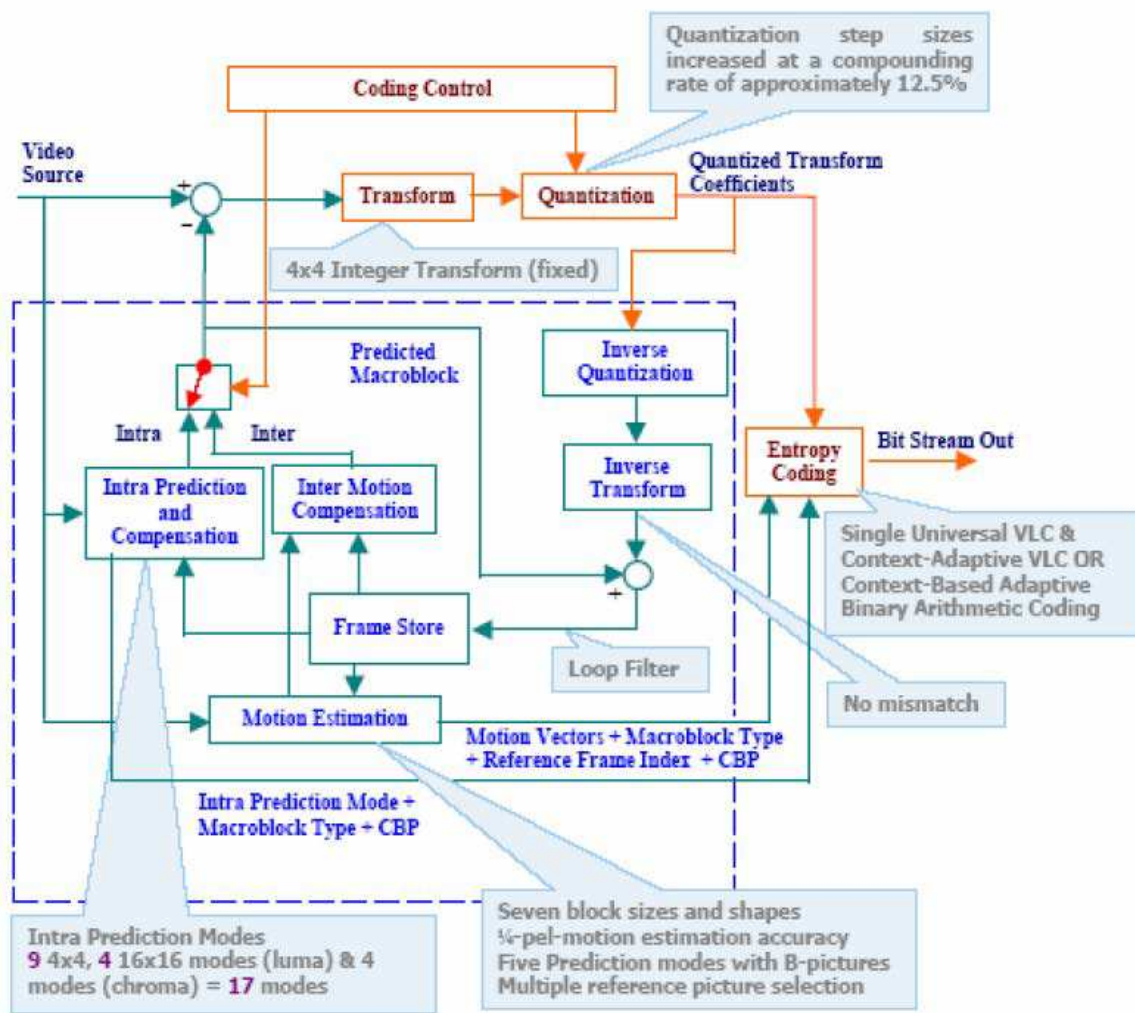 Quantization step sizes
increased at a compounding
rate of approximately 12.5%
Coding Control
Video
Source
Quantized Transform
Coefficients
+
−
Transform
Quantization
4x4 Integer Transform (fixed)
Predicted
Macroblock
Inverse
Quantization
Intra
Inter
Entropy
Coding
Bit Stream Out
Intra Prediction
and
Compensation
Inter Motion
Compensation
Inverse
Transform
Single Universal VLC &
Context-Adaptive VLC OR
Context-Based Adaptive
Binary Arithmetic Coding
+
Frame Store
Loop Filter
No mismatch
Motion Estimation
Motion Vectors + Macroblock Type
+ Reference Frame Index + CBP
Intra Prediction Mode +
Macroblock Type + CBP
Intra Prediction Modes
9 4x4, 4 16x16 modes (luma) & 4
modes (chroma) = 17 modes
Seven block sizes and shapes
¼-pel-motion estimation accuracy
Five Prediction modes with B-pictures
Multiple reference picture selection